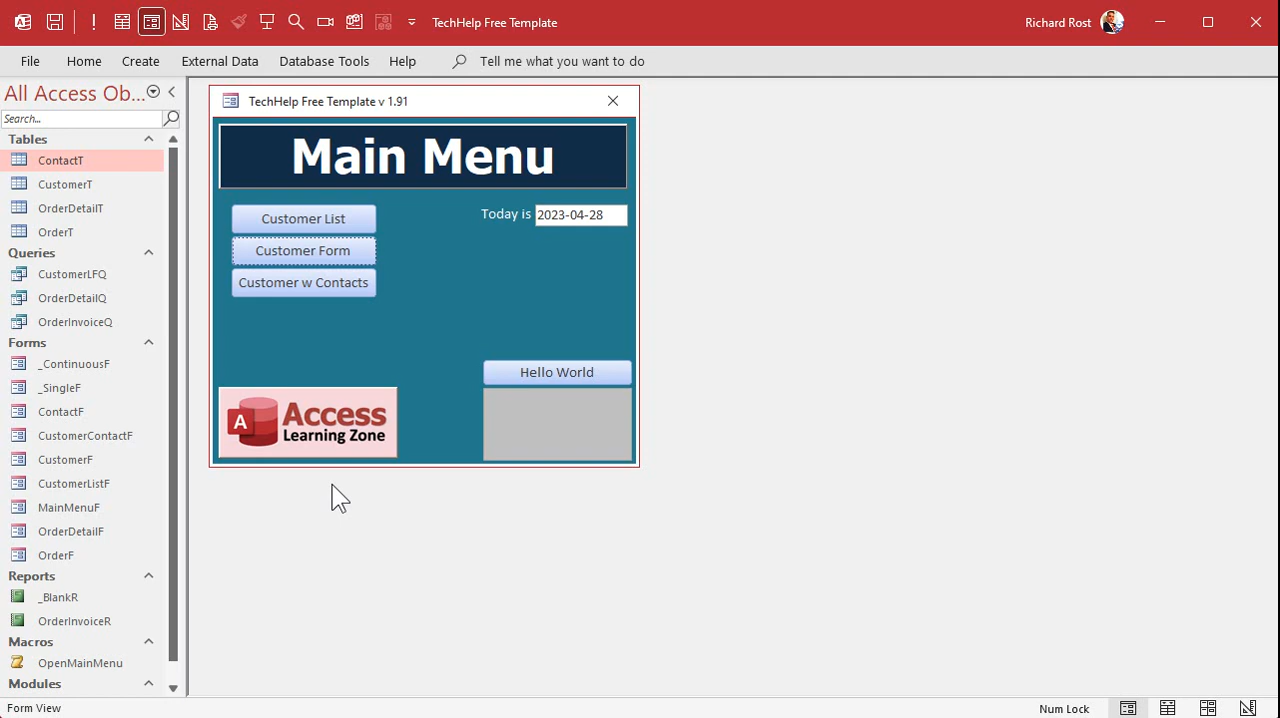 TechHelp Free Template
Richard Rost
File
Home
Create
External Data
Database Tools
Help
Tell me what you want to do
All Access Ob...
Search...
Tables
ContactT
CustomerT
OrderDetailT
OrderT
Queries
CustomerLFQ
OrderDetailQ
OrderInvoiceQ
Forms
_ContinuousF
_SingleF
ContactF
CustomerContactF
CustomerF
CustomerListF
MainMenuF
OrderDetailF
OrderF
Reports
_BlankR
OrderInvoiceR
Macros
OpenMainMenu
Modules
TechHelp Free Template v 1.91
Main Menu
Customer List
Customer Form
Customer w Contacts
Today is 2023-04-28
Hello World
A Access
Learning Zone
Form View
Num Lock